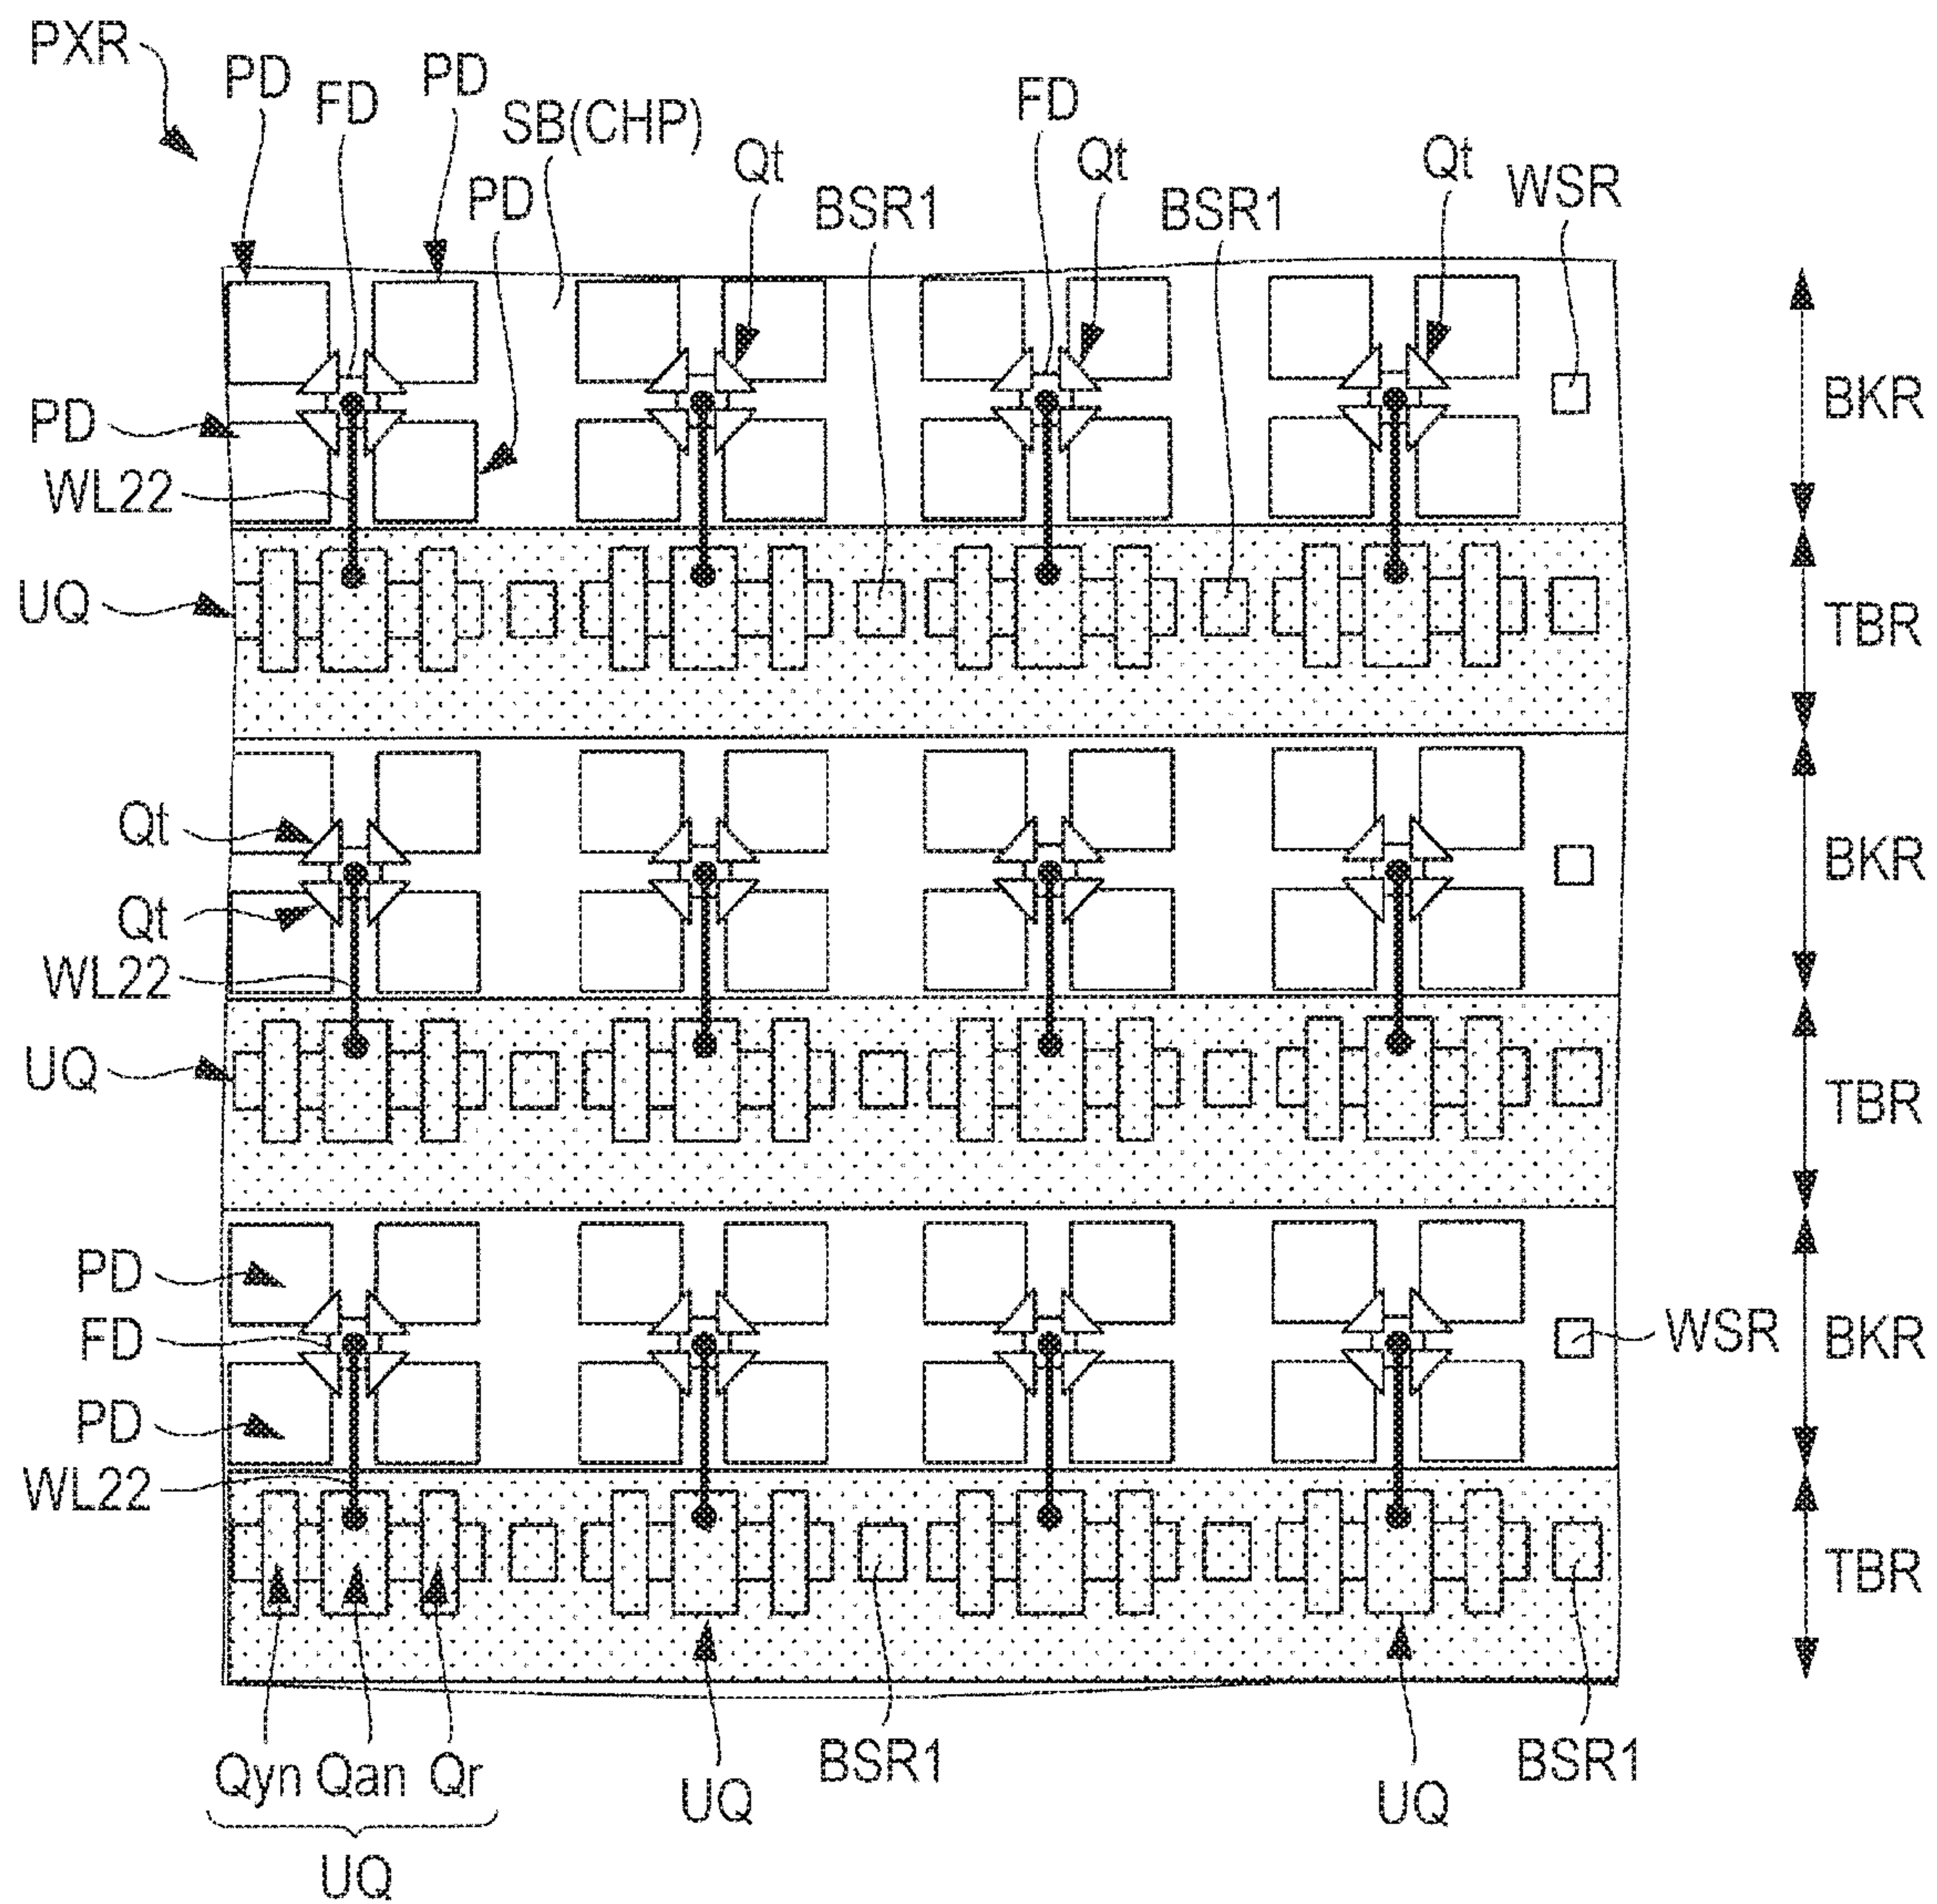 PXR
PD
FD
PD
SB(CHP)
PD
Qt
BSR1
FD
Qt
BSR1
Qt
WSR
PD
WL22
BKR
UQ
TBR
Qt
Qt
BKR
WL22
UQ
TBR
PD
FD
WSR
BKR
PD
WL22
TBR
Qyn Qan Qr
UQ
UQ
BSR1
UQ
BSR1